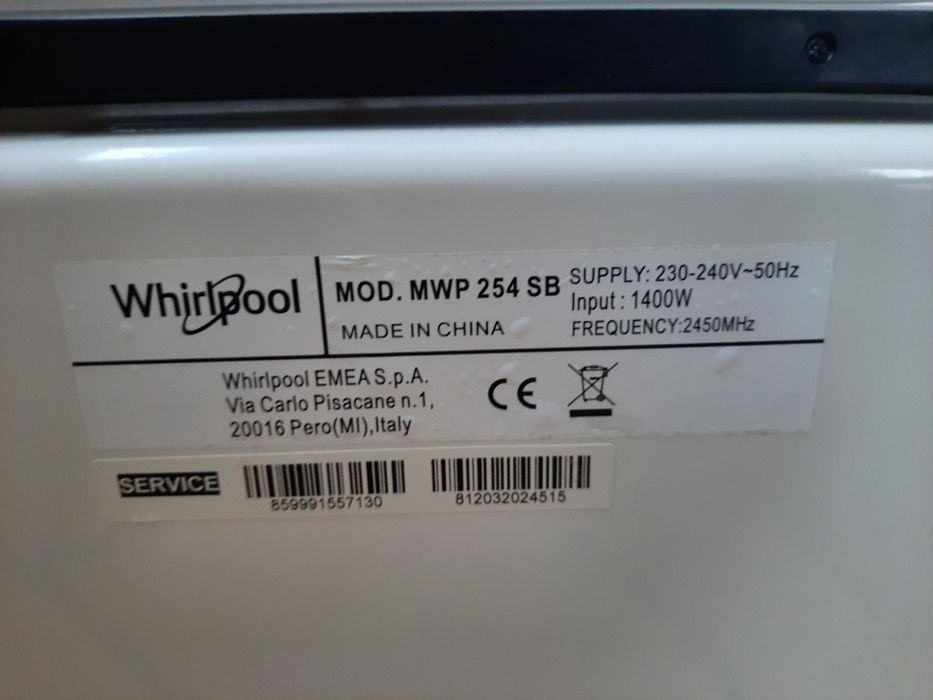 Whirlpool
MOD. MWP 254 SB
MADE IN CHINA
SUPPLY: 230-240V~50Hz
Input : 1400W
FREQUENCY:2450MHz
Whirlpool EMEA S.p.A.
Via Carlo Pisacane n.1,
20016 Pero(MI),Italy
CE
SERVICE
859991557130
812032024515